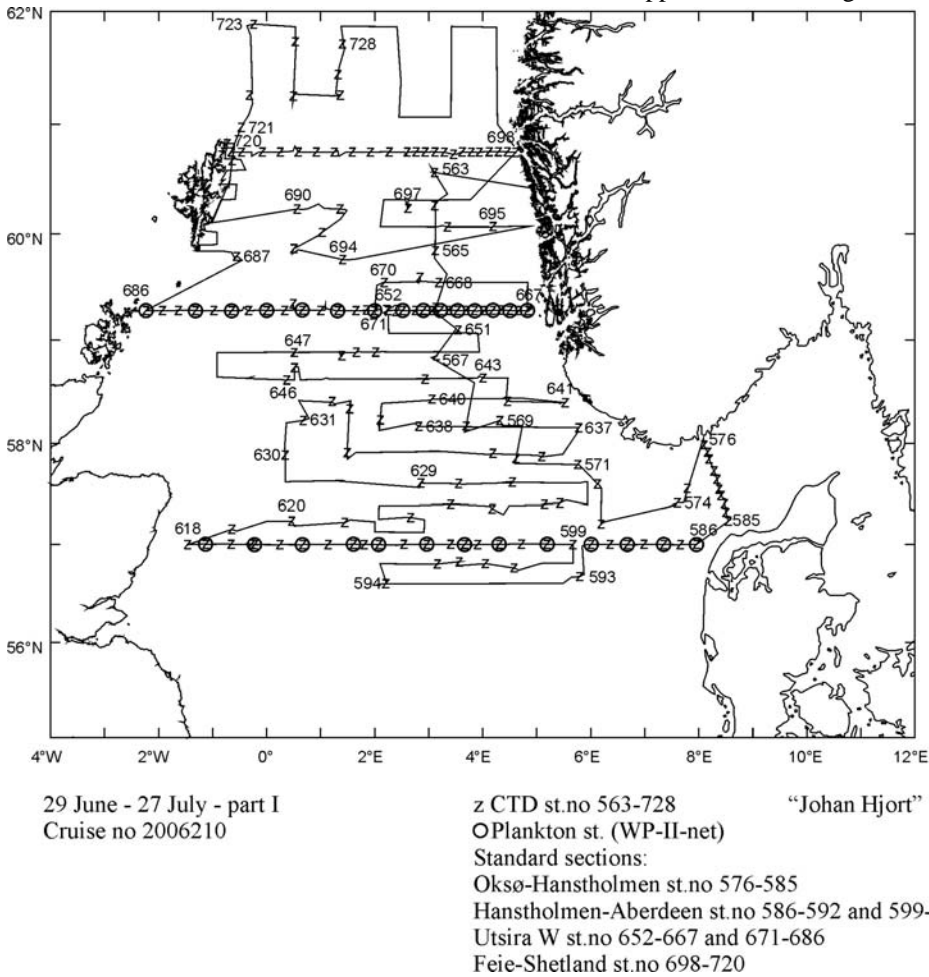 62°N
723
728
721
720
698
563
697
690
695
60°N
694
565
687
670
668
686
652
667
671
651
647
567
643
646
640
641
631
638
569
637
58°N
576
630
571
629
574
620
618
599
586
585
594
593
56°N
4°W
2°W
0°
2°E
4°E
6°E
8°E
10°E
12°E
29 June - 27 July - part I
Cruise no 2006210
z CTD st.no 563-728
"Johan Hjort"
O Plankton st. (WP-II-net)
Standard sections:
Oksø-Hanstholmen st.no 576-585
Hanstholmen-Aberdeen st.no 586-592 and 599-
Utsira W st.no 652-667 and 671-686
Feie-Shetland st.no 698-720